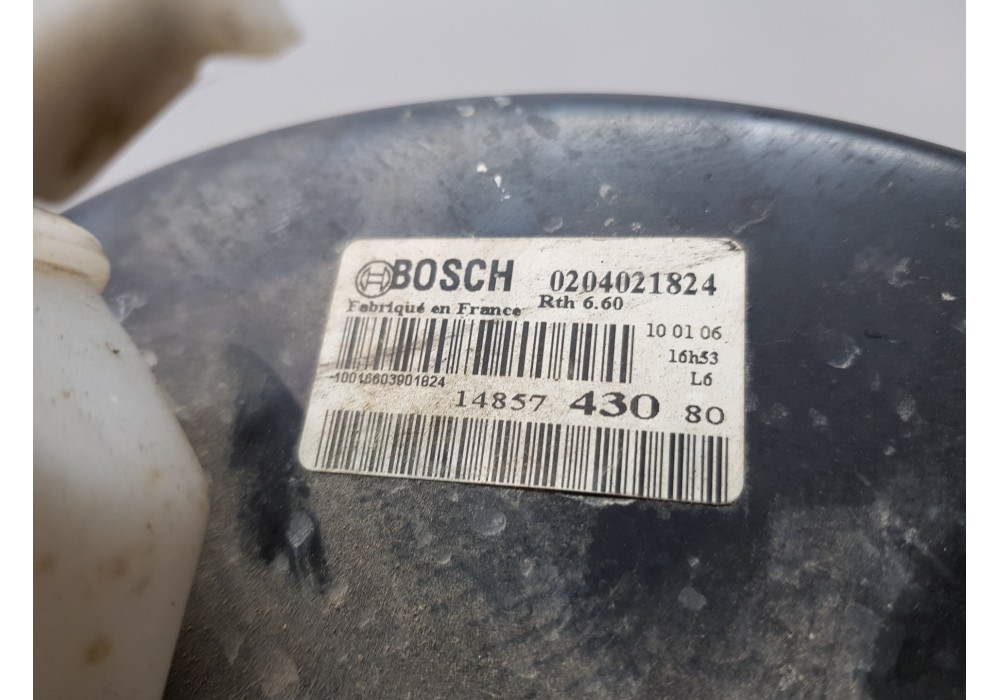 BOSCH 0204021824
Fabriqué en France Rth 6.60
10 01 06
16h53
L6
-10016603901824
14857 430 80